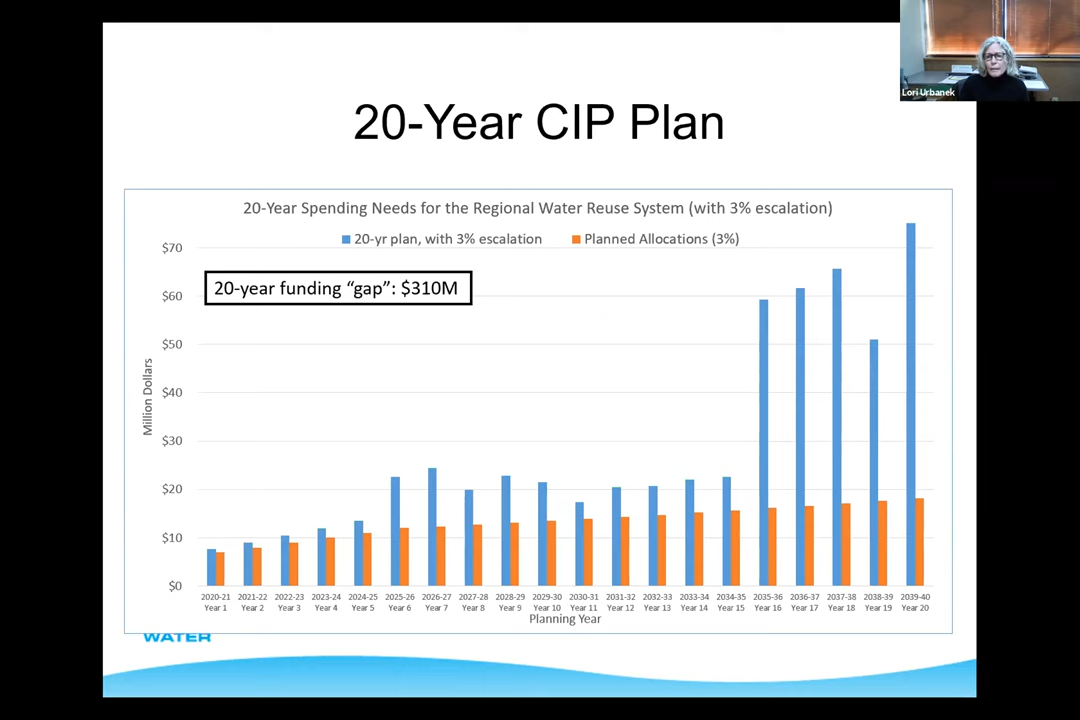 Lori Urbanek
20-Year CIP Plan
20-Year Spending Needs for the Regional Water Reuse System (with 3% escalation)
20-yr plan, with 3% escalation Planned Allocations (3%)
20-year funding “gap”: $310M
Million Dollars
$70
$60
$50
$40
$30
$20
$10
$0
2020-21 2021-22 2022-23 2023-24 2024-25 2025-26 2026-27 2027-28 2028-29 2029-30 2030-31 2031-32 2032-33 2033-34 2034-35 2035-36 2036-37 2037-38 2038-39 2039-40
Year 1 Year 2 Year 3 Year 4 Year 5 Year 6 Year 7 Year 8 Year 9 Year 10 Year 11 Year 12 Year 13 Year 14 Year 15 Year 16 Year 17 Year 18 Year 19 Year 20
Planning Year
WATER